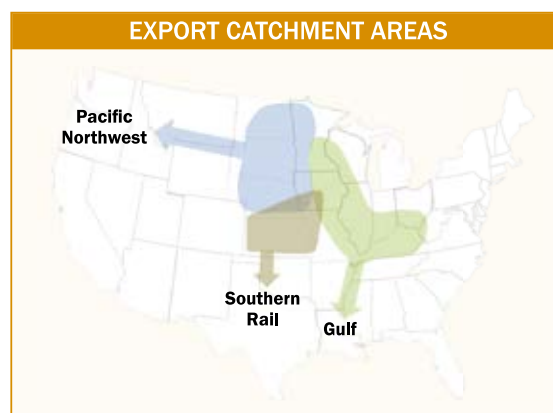 EXPORT CATCHMENT AREAS
Pacific
Northwest
Southern
Rail
Gulf